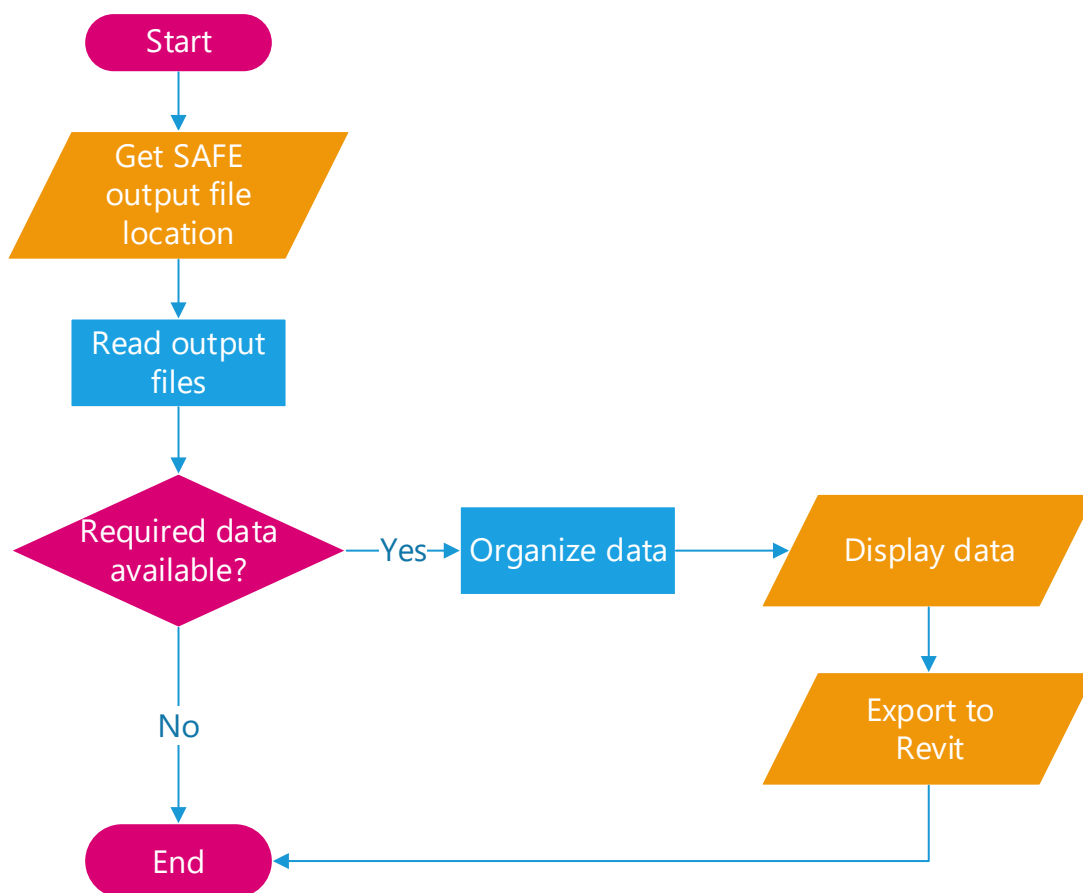 Start
Get SAFE
output file
location
Read output
files
Required data
available?
Yes
Organize data
Display data
No
Export to
Revit
End